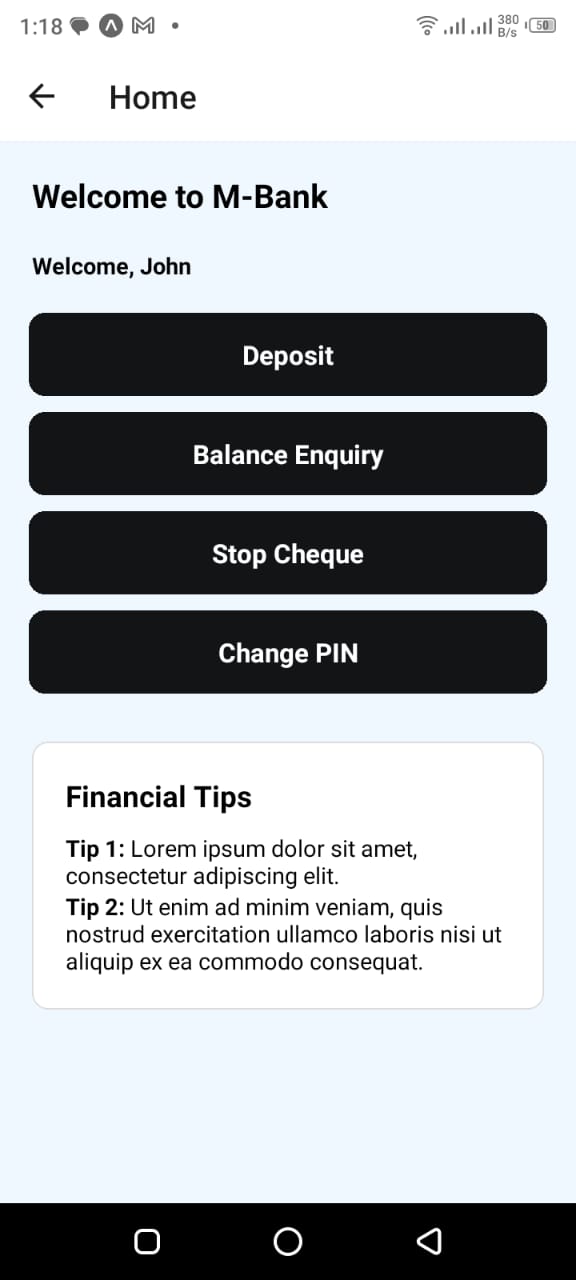 1:18
380 B/s
50
Home
Welcome to M-Bank
Welcome, John
Deposit
Balance Enquiry
Stop Cheque
Change PIN
Financial Tips
Tip 1: Lorem ipsum dolor sit amet,
consectetur adipiscing elit.
Tip 2: Ut enim ad minim veniam, quis
nostrud exercitation ullamco laboris nisi ut
aliquip ex ea commodo consequat.